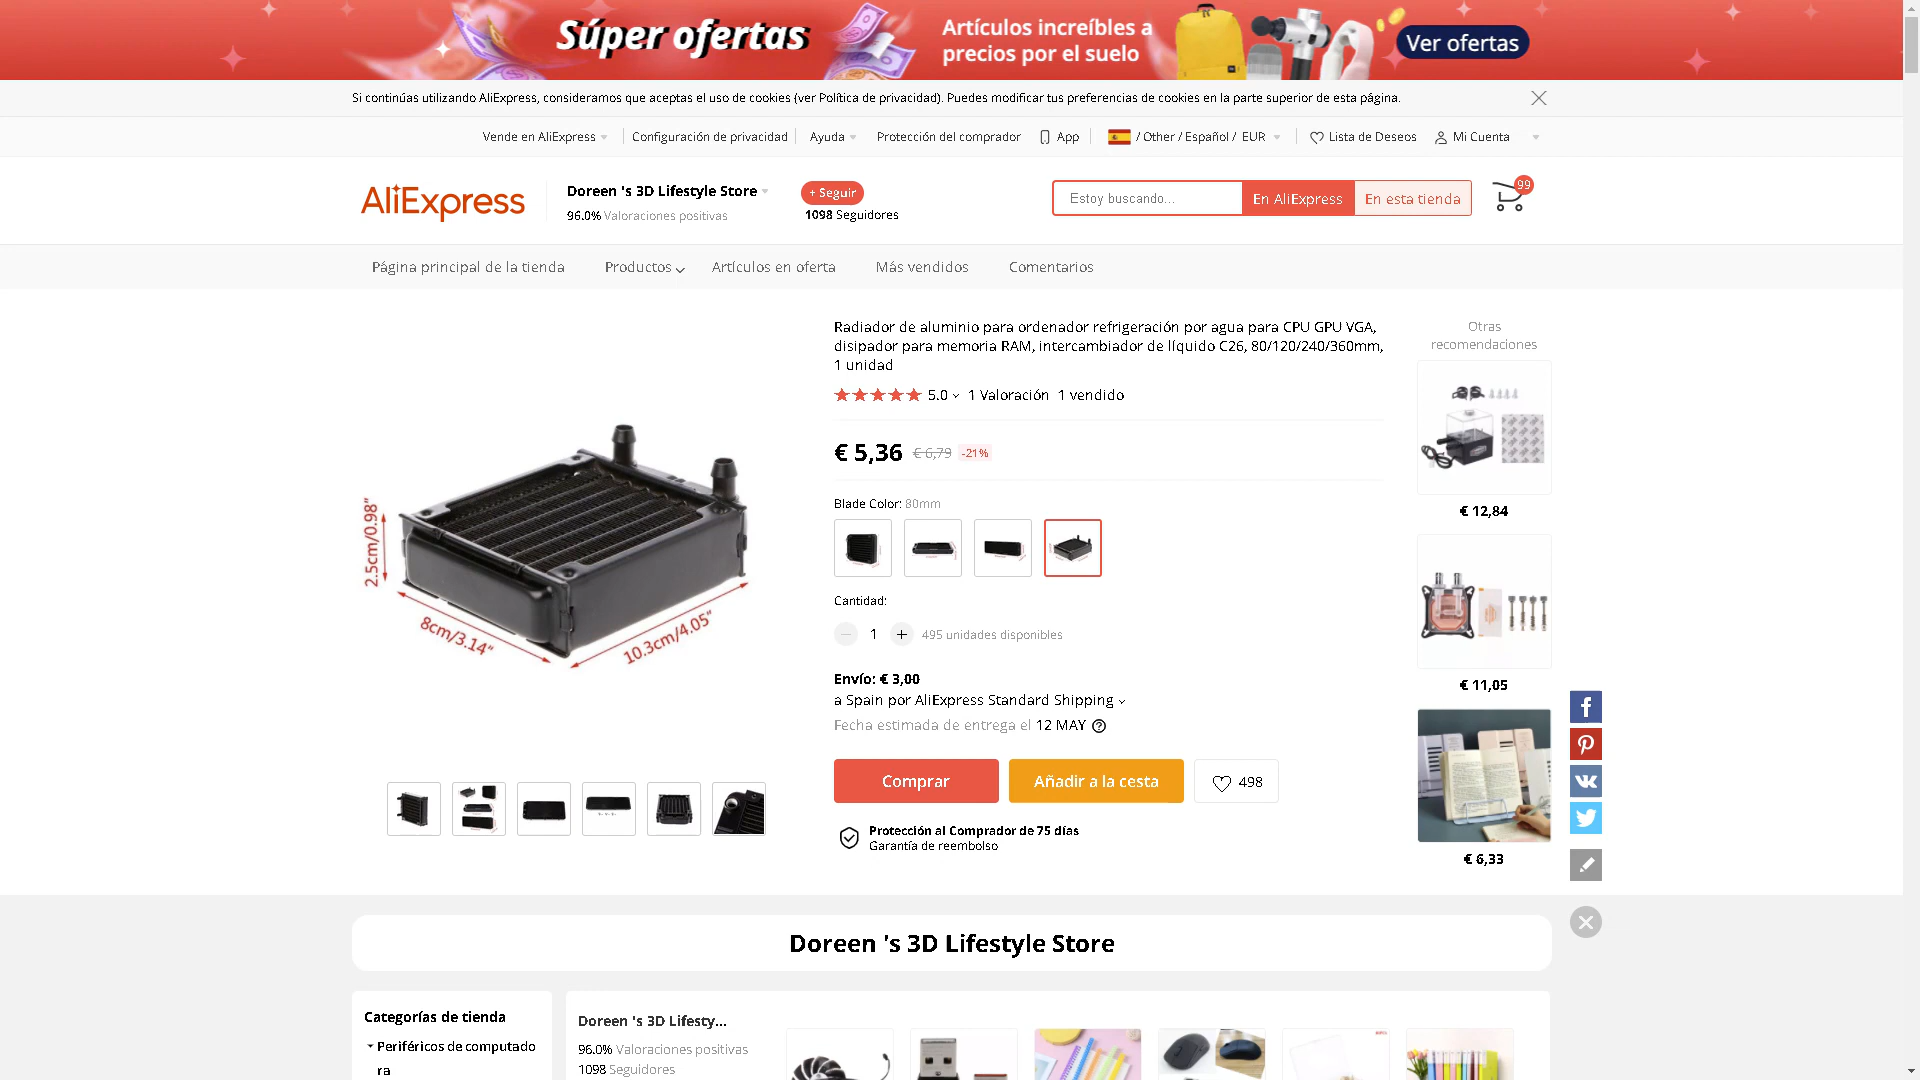 Súper ofertas
Artículos increíbles a
precios por el suelo
Ver ofertas
Si continúas utilizando AliExpress, consideramos que aceptas el uso de cookies (ver Política de privacidad). Puedes modificar tus preferencias de cookies en la parte superior de esta página.
Vende en AliExpress
Configuración de privacidad
Ayuda
Protección del comprador
App
/ Other / Español / EUR
Lista de Deseos
Mi Cuenta
AliExpress
Doreen 's 3D Lifestyle Store
96.0% Valoraciones positivas
+ Seguir
1098 Seguidores
Estoy buscando...
En AliExpress
En esta tienda
99
Página principal de la tienda
Productos
Artículos en oferta
Más vendidos
Comentarios
2.5cm/0.98"
8cm/3.14"
10.3cm/4.05"
Radiador de aluminio para ordenador refrigeración por agua para CPU GPU VGA,
disipador para memoria RAM, intercambiador de líquido C26, 80/120/240/360mm,
1 unidad
5.0 1 Valoración 1 vendido
€ 5,36 € 6,79 -21%
Blade Color: 80mm
Cantidad:
1 495 unidades disponibles
Envío: € 3,00
a Spain por AliExpress Standard Shipping
Fecha estimada de entrega el 12 MAY
Comprar
Añadir a la cesta
498
Protección al Comprador de 75 días
Garantía de reembolso
Otras
recomendaciones
€ 12,84
€ 11,05
€ 6,33
Doreen 's 3D Lifestyle Store
Categorías de tienda
Periféricos de computado
ra
Doreen 's 3D Lifesty...
96.0% Valoraciones positivas
1098 Seguidores